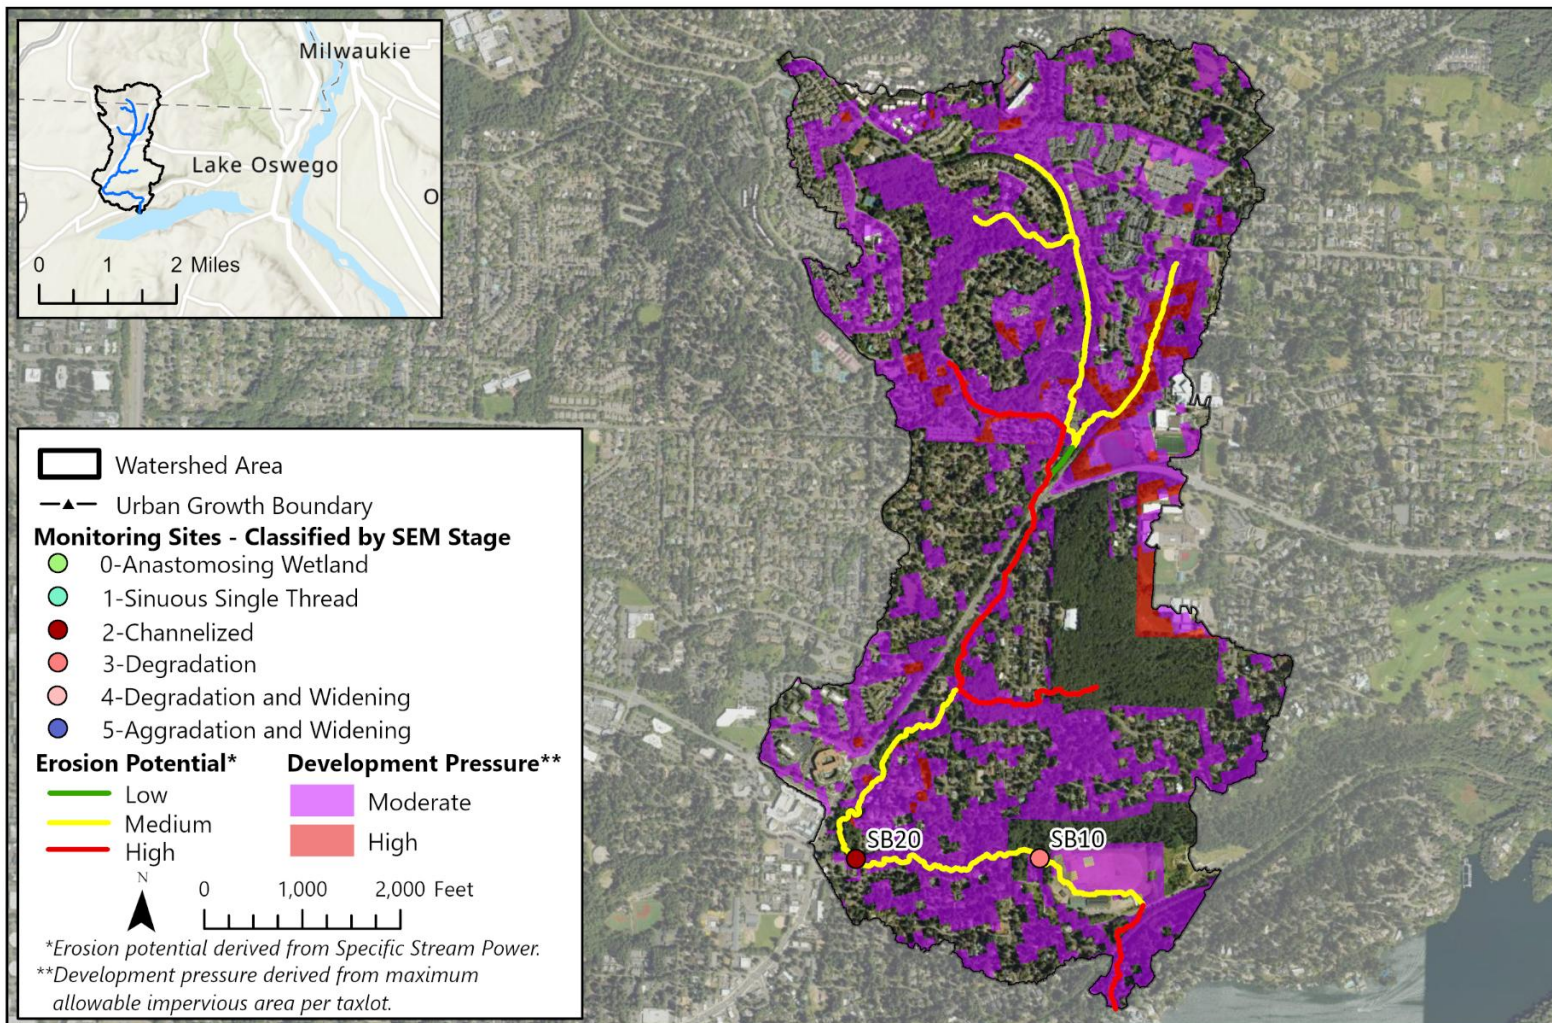 Milwaukie
Lake Oswego
O
0 1 2 Miles
Watershed Area
Urban Growth Boundary
Monitoring Sites - Classified by SEM Stage
0-Anastomosing Wetland
1-Sinuous Single Thread
2-Channelized
3-Degradation
4-Degradation and Widening
5-Aggradation and Widening
Erosion Potential* Development Pressure**
Low
Moderate
Medium
High
High
N
0 1,000 2,000 Feet
*Erosion potential derived from Specific Stream Power.
**Development pressure derived from maximum
allowable impervious area per taxlot.
SB20
SB10